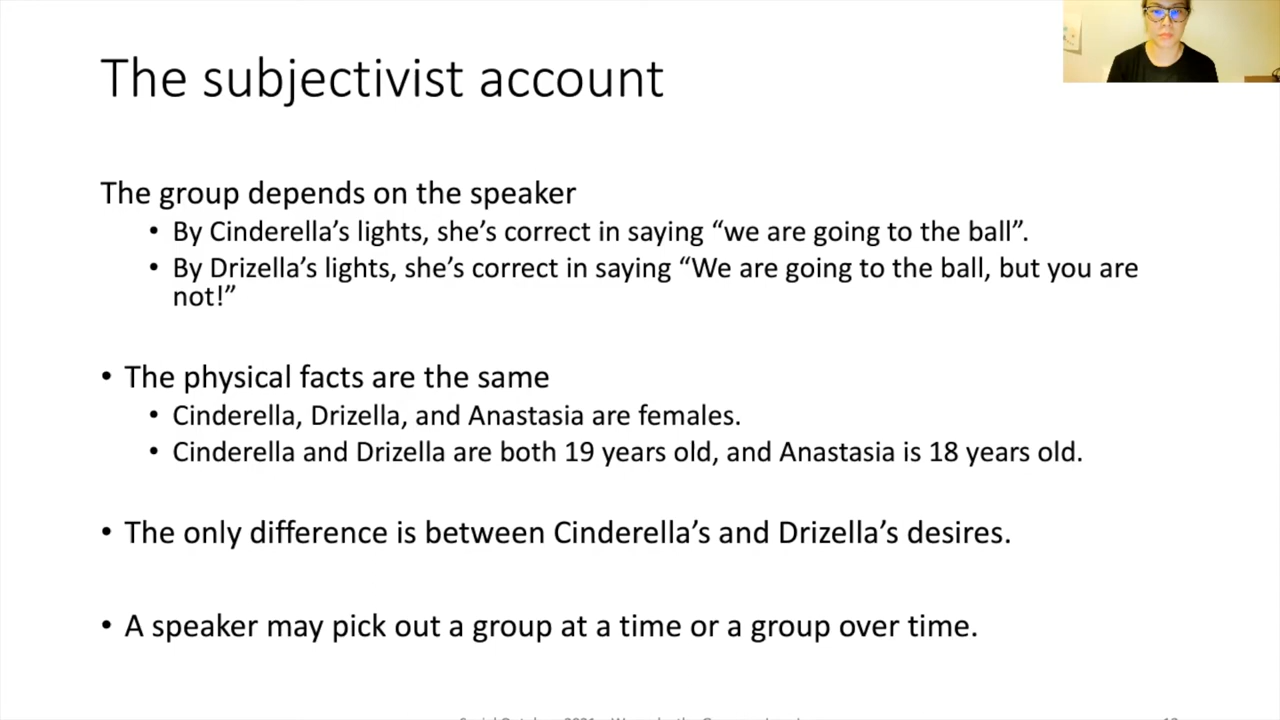 The subjectivist account
The group depends on the speaker
• By Cinderella’s lights, she’s correct in saying “we are going to the ball”.
• By Drizella’s lights, she’s correct in saying “We are going to the ball, but you are
not!”
• The physical facts are the same
• Cinderella, Drizella, and Anastasia are females.
• Cinderella and Drizella are both 19 years old, and Anastasia is 18 years old.
• The only difference is between Cinderella’s and Drizella’s desires.
• A speaker may pick out a group at a time or a group over time.